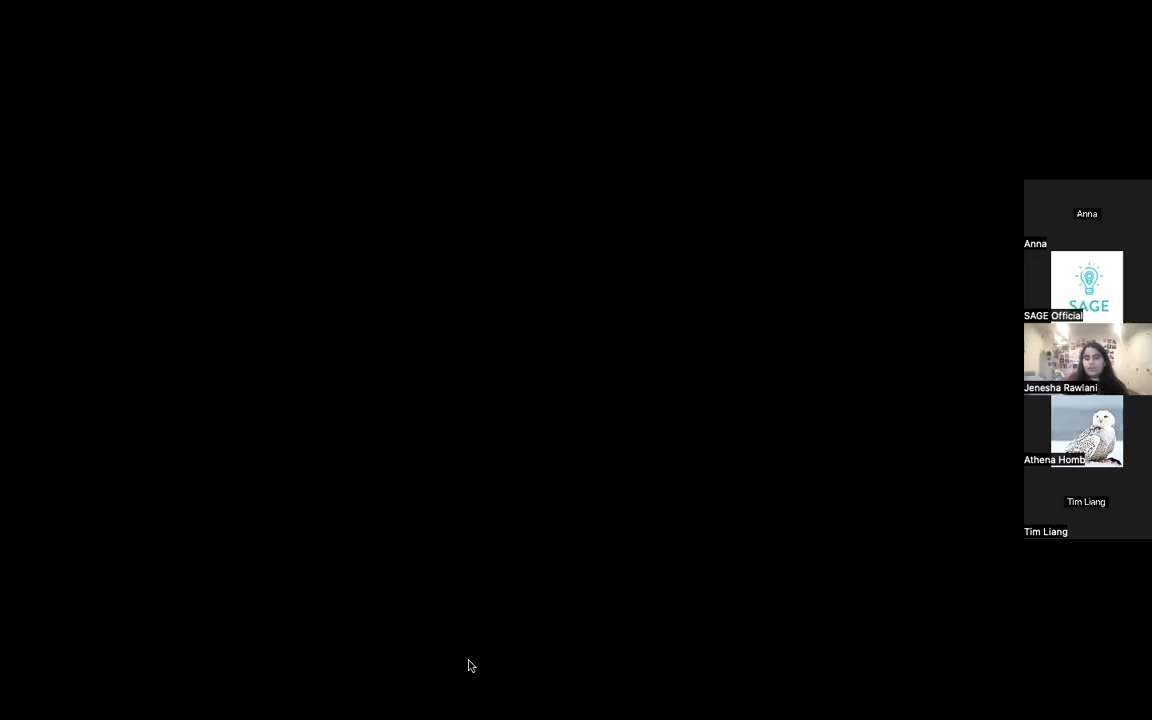 Anna
Anna
SAGE
SAGE Official
Jenesha Rawlani
Athena Homb
Tim Liang
Tim Liang